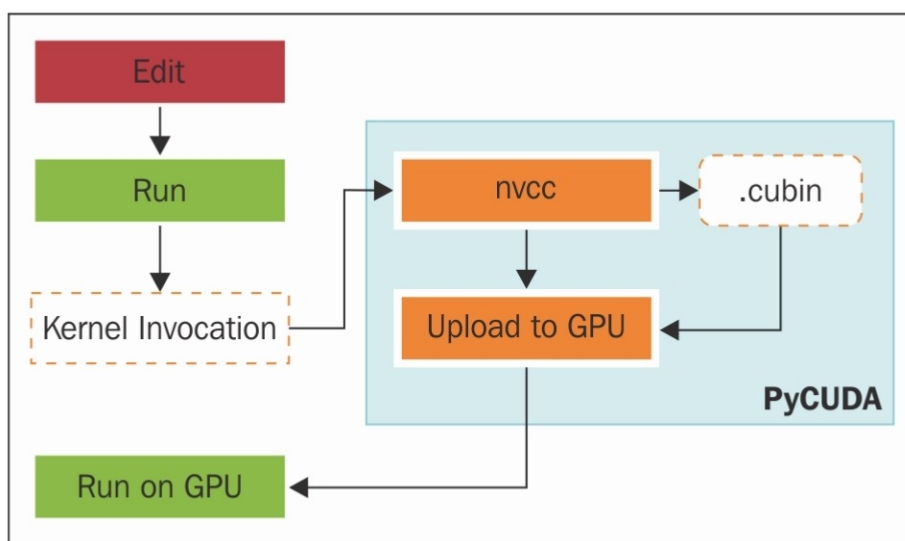 Edit
Run
Kernel Invocation
nvcc
.cubin
Upload to GPU
PyCUDA
Run on GPU